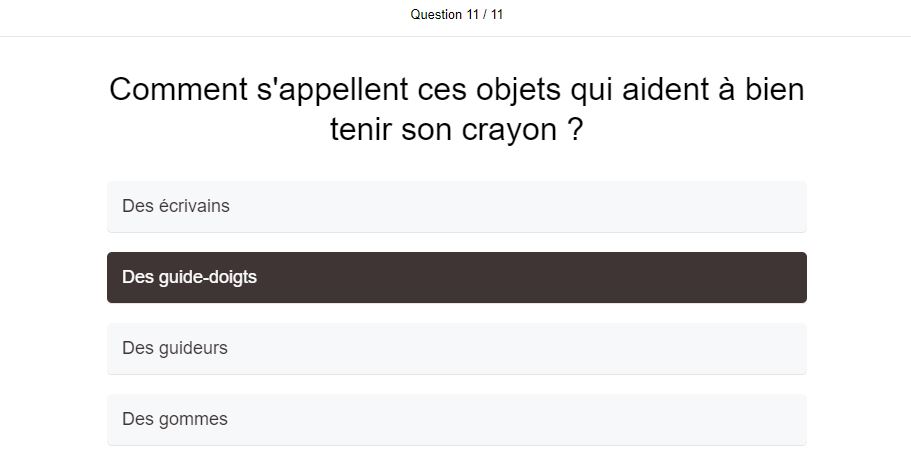 Question 11 / 11
Comment s'appellent ces objets qui aident à bien
tenir son crayon ?
Des écrivains
Des guide-doigts
Des guideurs
Des gommes